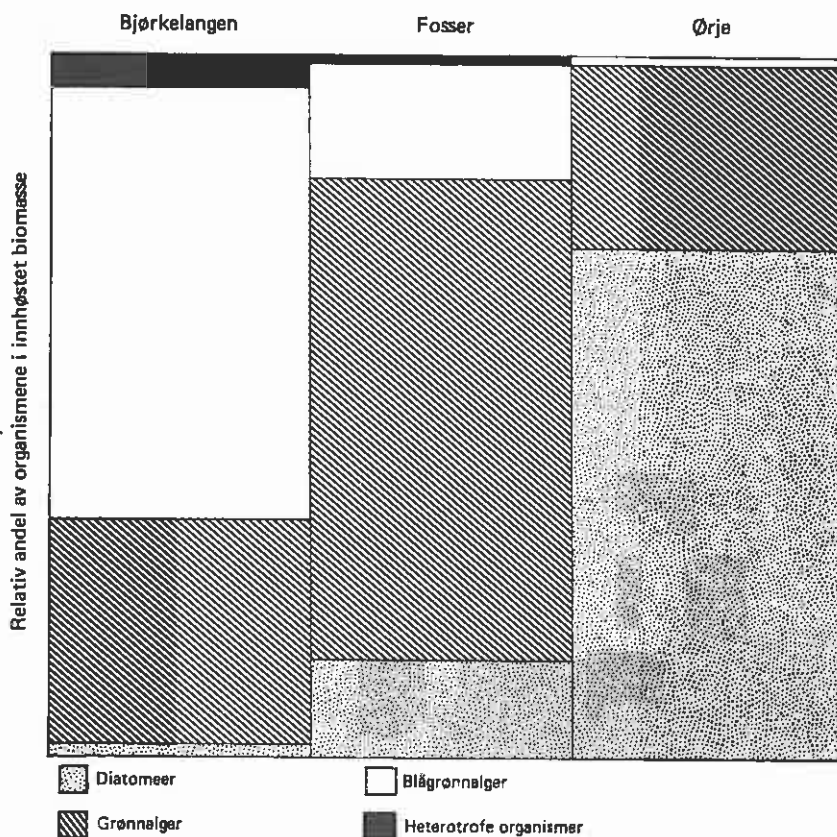 Bjørkelangen Fosser Ørje
Relativ andel av organismene i innhøstet biomasse
Diatomeer Blågrønnalger
Grønnalger Heterotrofe organismer